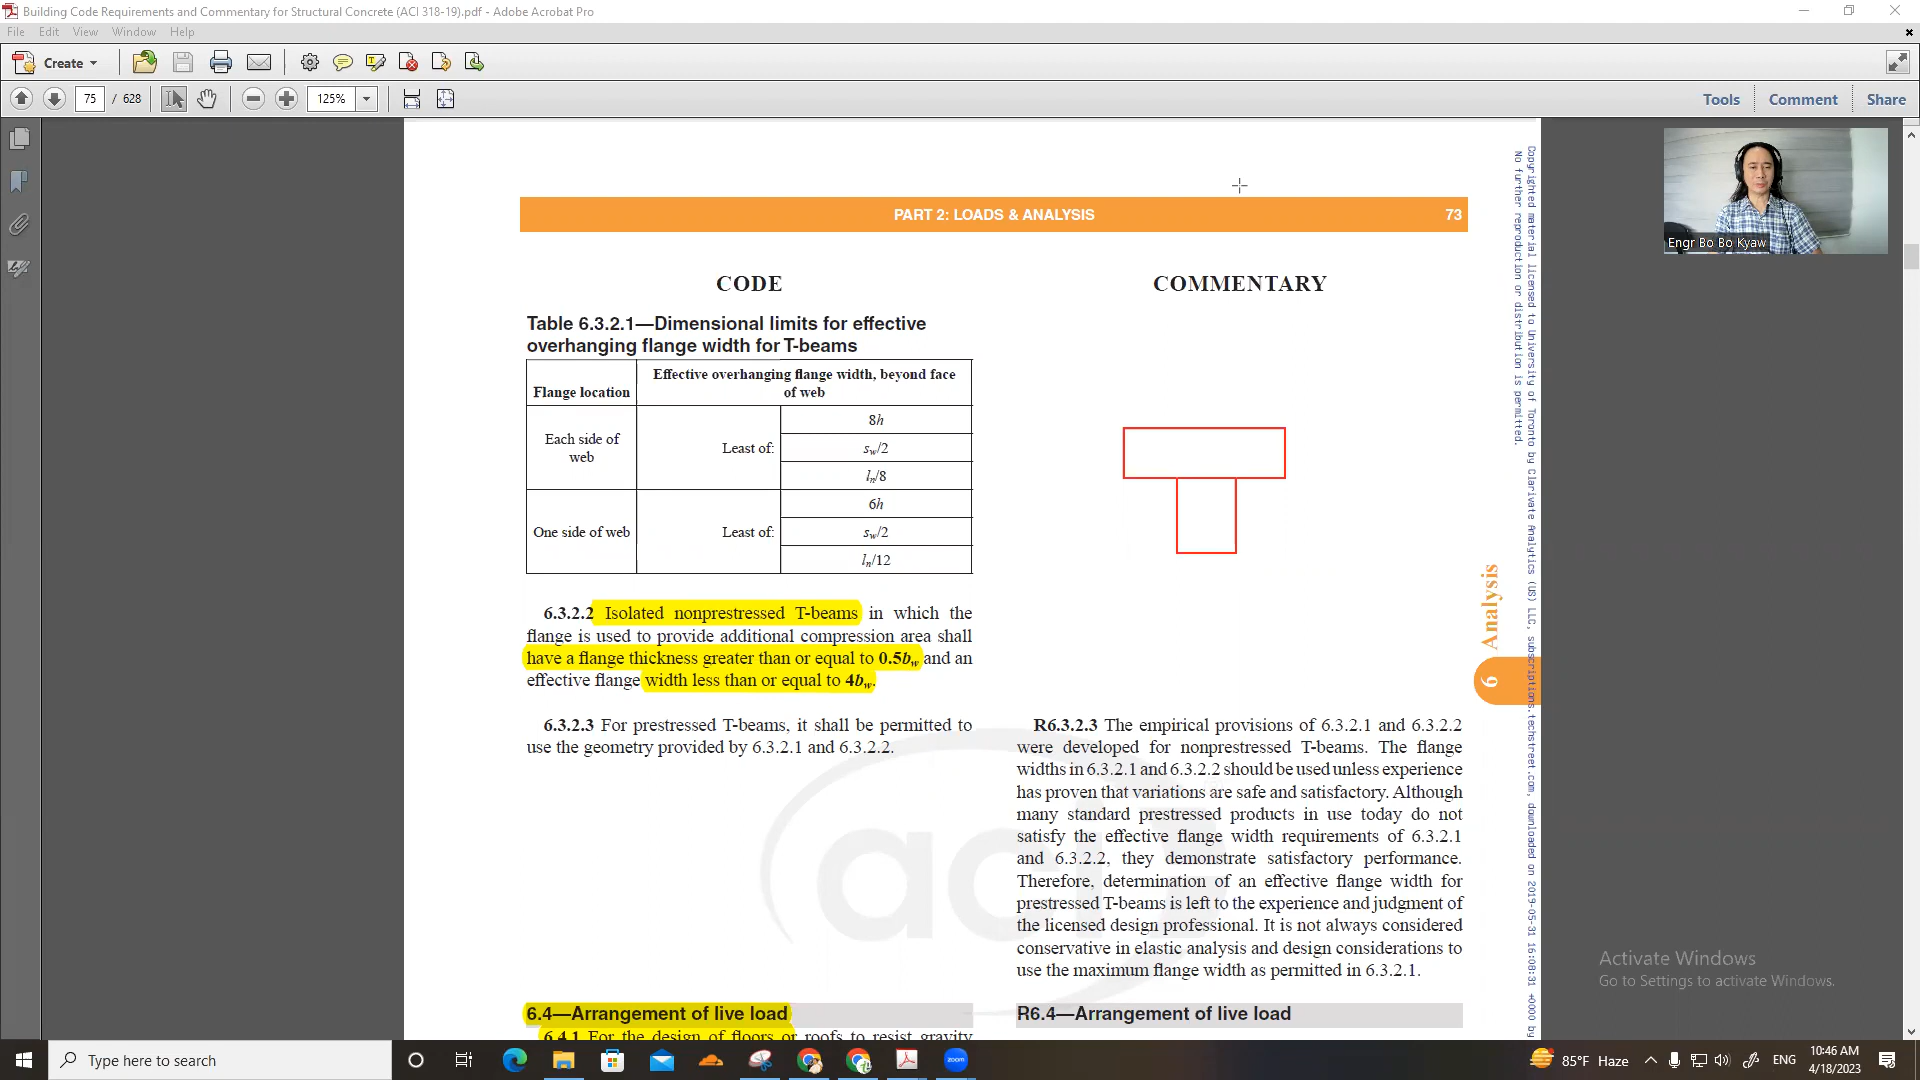 Building Code Requirements and Commentary for Structural Concrete (ACI 318-19).pdf - Adobe Acrobat Pro
File Edit View Window Help
Create
75 / 628 125% Tools Comment Share
PART 2: LOADS & ANALYSIS 73
Engr Bo Bo Kyaw
CODE
Table 6.3.2.1—Dimensional limits for effective
overhanging flange width for T-beams
Flange location
Effective overhanging flange width, beyond face
of web
Each side of
web
Least of:
8h
sw/2
ln/8
One side of web
Least of:
6h
sw/2
ln/12
6.3.2.2 Isolated nonprestressed T-beams in which the
flange is used to provide additional compression area shall
have a flange thickness greater than or equal to 0.5bw and an
effective flange width less than or equal to 4bw.
6.3.2.3 For prestressed T-beams, it shall be permitted to
use the geometry provided by 6.3.2.1 and 6.3.2.2.
6.4—Arrangement of live load
6.4.1 For the design of floors or roofs to resist gravity
COMMENTARY
R6.3.2.3 The empirical provisions of 6.3.2.1 and 6.3.2.2
were developed for nonprestressed T-beams. The flange
widths in 6.3.2.1 and 6.3.2.2 should be used unless experience
has proven that variations are safe and satisfactory. Although
many standard prestressed products in use today do not
satisfy the effective flange width requirements of 6.3.2.1
and 6.3.2.2, they demonstrate satisfactory performance.
Therefore, determination of an effective flange width for
prestressed T-beams is left to the experience and judgment of
the licensed design professional. It is not always considered
conservative in elastic analysis and design considerations to
use the maximum flange width as permitted in 6.3.2.1.
R6.4—Arrangement of live load
6 Analysis
Copyrighted material licensed to University of Toronto by Clarivate Analytics (US) LLC, subscriptions.techstreet.com, downloaded on 2019-05-31 16:08:31 +0000 by
No further reproduction or distribution is permitted.
aci
Activate Windows
Go to Settings to activate Windows.
Type here to search
85°F Haze
ENG
10:46 AM
4/18/2023
zoom